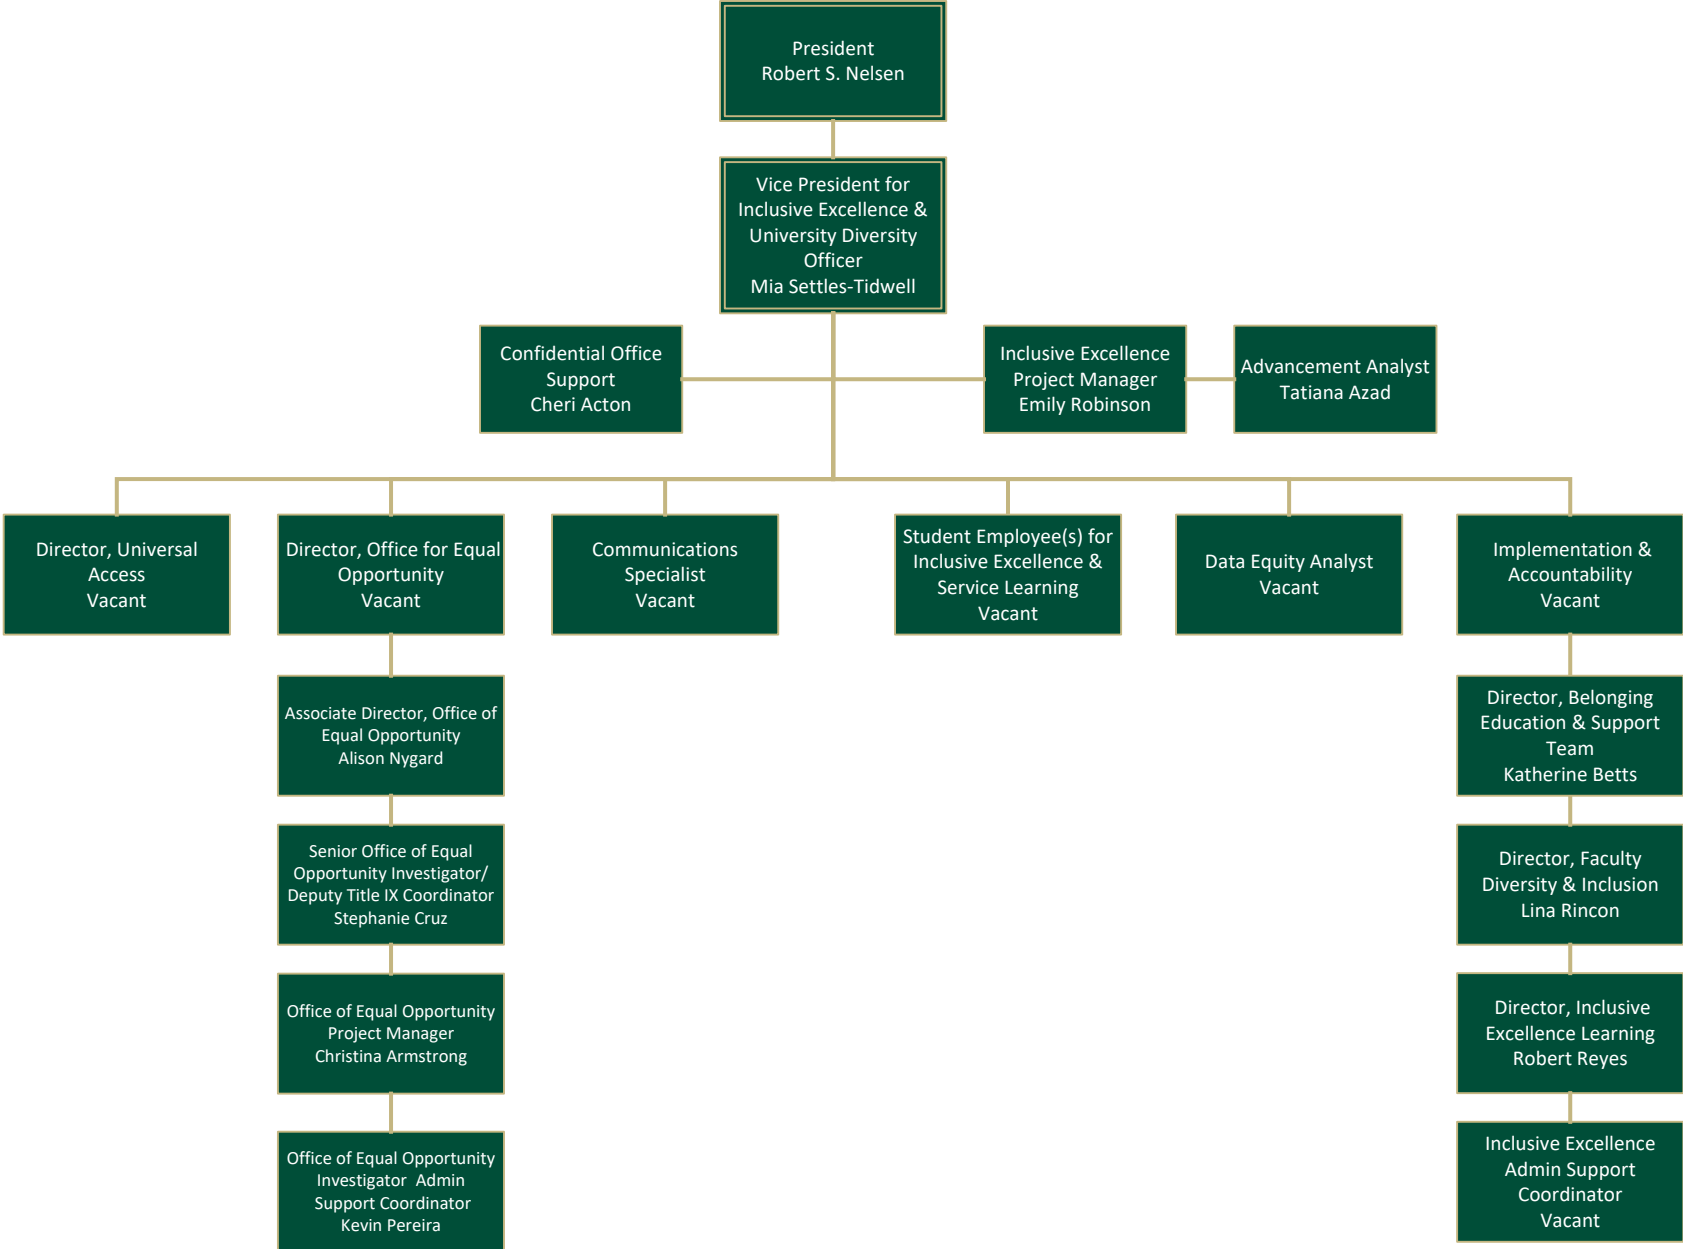 President
Robert S. Nelsen
Vice President for
Inclusive Excellence &
University Diversity
Officer
Mia Settles-Tidwell
Confidential Office
Support
Cheri Acton
Inclusive Excellence
Project Manager
Emily Robinson
Advancement Analyst
Tatiana Azad
Director, Universal
Access
Vacant
Director, Office for Equal
Opportunity
Vacant
Communications
Specialist
Vacant
Student Employee(s) for
Inclusive Excellence &
Service Learning
Vacant
Data Equity Analyst
Vacant
Implementation &
Accountability
Vacant
Associate Director, Office of
Equal Opportunity
Alison Nygard
Senior Office of Equal
Opportunity Investigator/
Deputy Title IX Coordinator
Stephanie Cruz
Office of Equal Opportunity
Project Manager
Christina Armstrong
Office of Equal Opportunity
Investigator Admin
Support Coordinator
Kevin Pereira
Director, Belonging
Education & Support
Team
Katherine Betts
Director, Faculty
Diversity & Inclusion
Lina Rincon
Director, Inclusive
Excellence Learning
Robert Reyes
Inclusive Excellence
Admin Support
Coordinator
Vacant